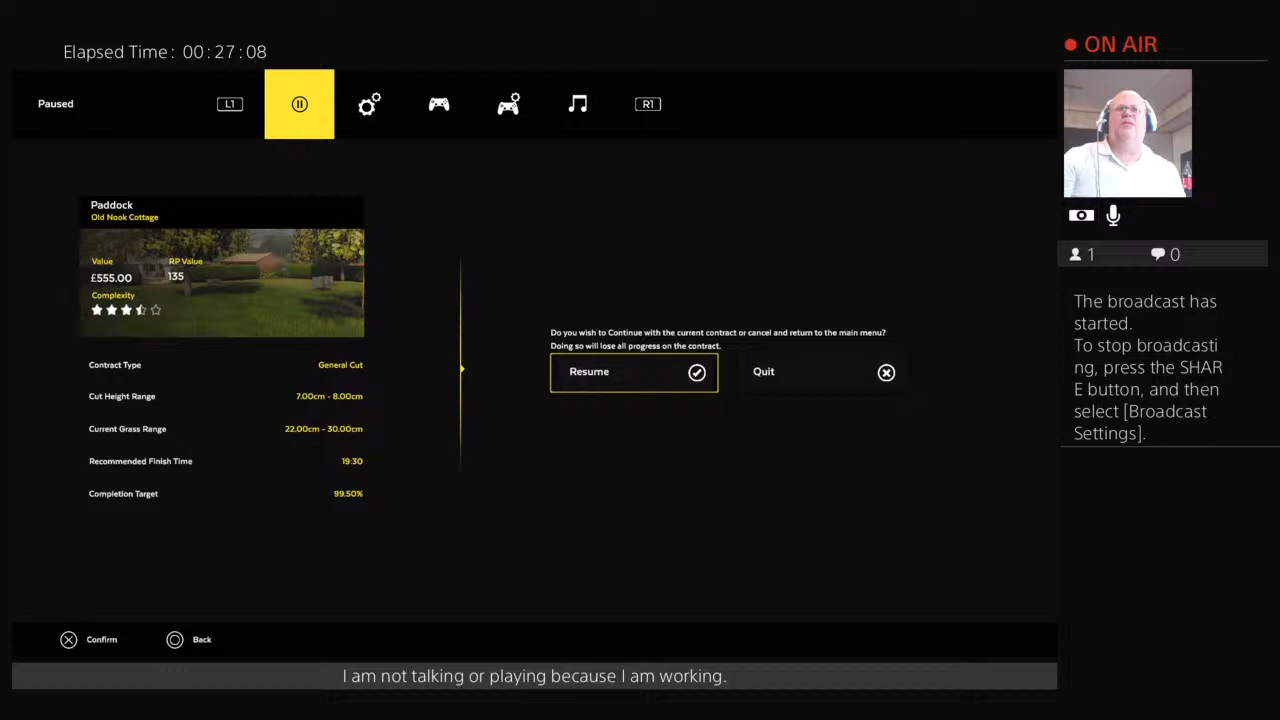 Elapsed Time: 00:27:08
ON AIR
Paused
L1
R1
Paddock
Old Nook Cottage
Value
RP Value
£555.00
135
Complexity
1
0
The broadcast has
started.
To stop broadcasti
ng, press the SHAR
E button, and then
select [Broadcast
Settings].
Do you wish to Continue with the current contract or cancel and return to the main menu?
Doing so will lose all progress on the contract.
Resume
Quit
Contract Type General Cut
Cut Height Range 7.00cm - 8.00cm
Current Grass Range 22.00cm - 30.00cm
Recommended Finish Time 19:30
Completion Target 99.50%
Confirm
Back
I am not talking or playing because I am working.